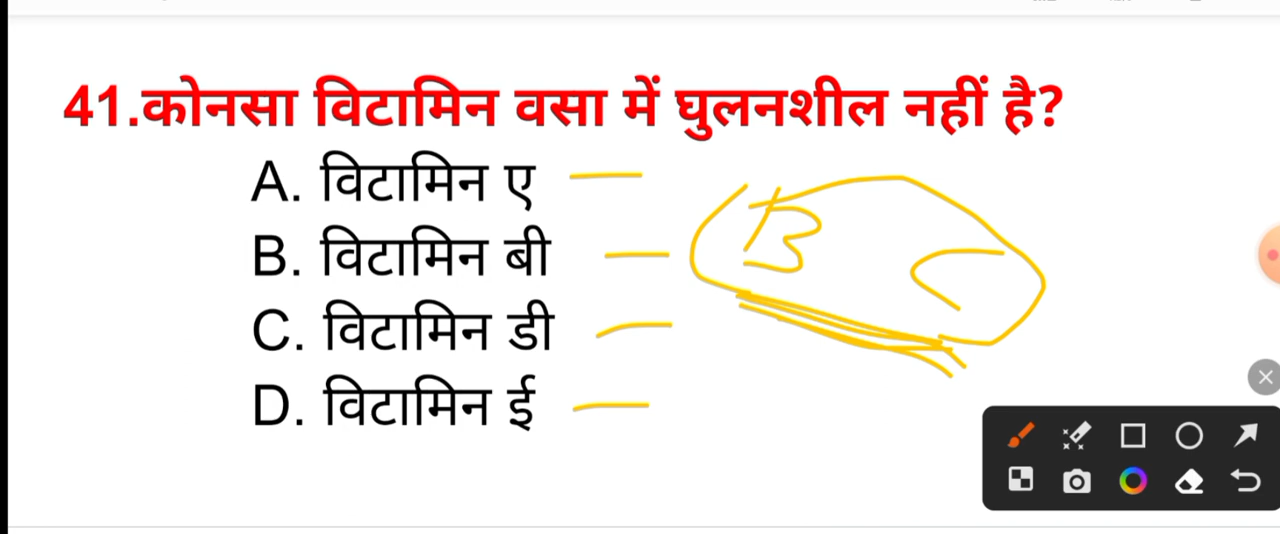 41.कोनसा विटामिन वसा में घुलनशील नहीं है?
A. विटामिन ए
B. विटामिन बी
B C
C. विटामिन डी
D. विटामिन ई